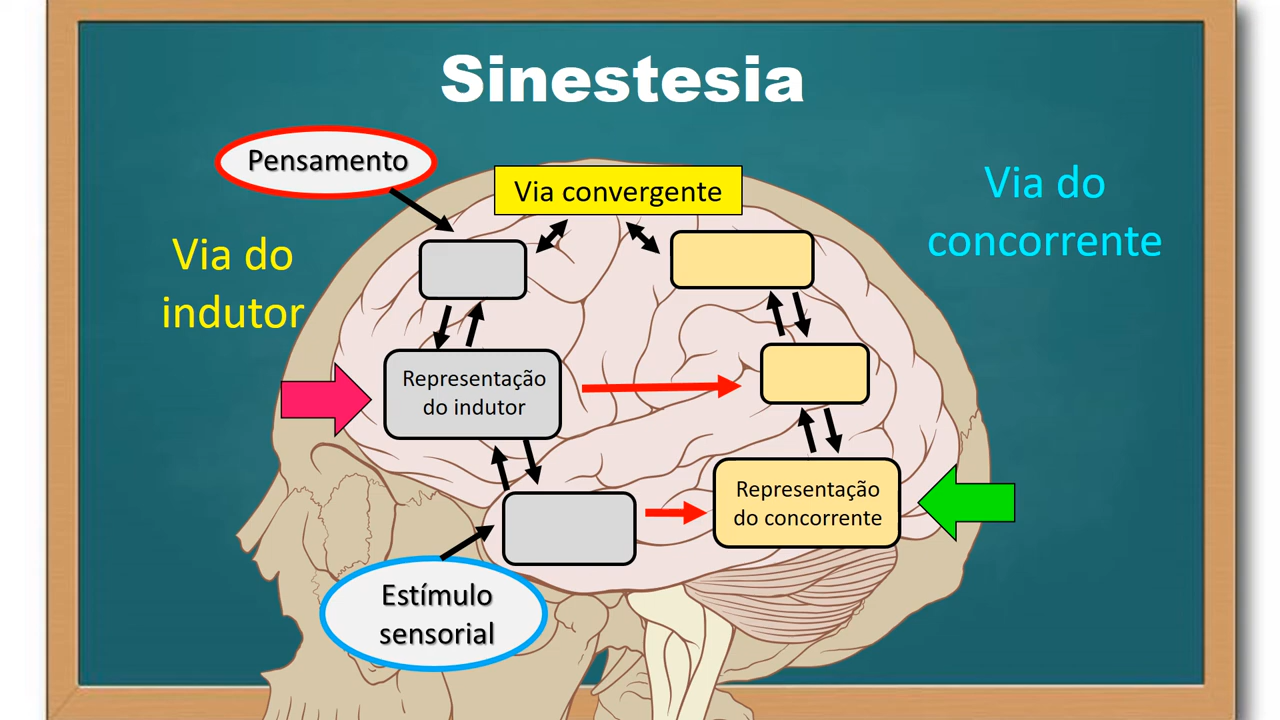 Sinestesia
Pensamento
Via convergente
Via do
concorrente
Via do
indutor
Representação
do indutor
Representação
do concorrente
Estímulo
sensorial